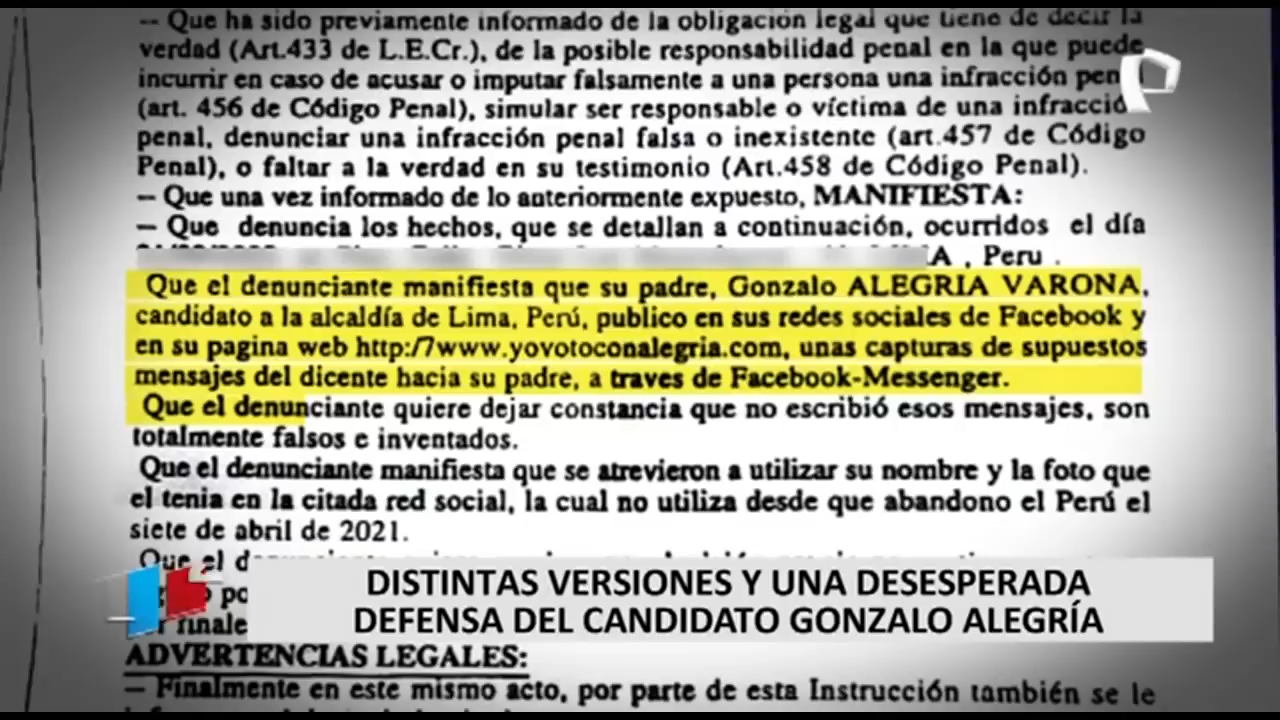 – Que ha sido previamente informado de la obligación legal que tiene de decir la
verdad (Art.433 de L.E.Cr.), de la posible responsabilidad penal en la que puede
incurrir en caso de acusar o imputar falsamente a una persona una infracción
(art. 456 de Código Penal), simular ser responsable o víctima de una
penal, denunciar una infracción penal falsa o inexistente (art.457 de Código
Penal), o faltar a la verdad en su testimonio (Art.458 de Código Penal).
– Que una vez informado de lo anteriormente expuesto, MANIFIESTA:
– Que denuncia los hechos, que se detallan a continuación, ocurridos el día
, Peru .
Que el denunciante manifiesta que su padre, Gonzalo ALEGRIA VARONA,
candidato a la alcaldía de Lima, Perú, publico en sus redes sociales de Facebook y
en su pagina web http:/7www.yovotoconalegria.com, unas capturas de supuestos
mensajes del dicente hacia su padre, a traves de Facebook-Messenger.
Que el denunciante quiere dejar constancia que no escribió esos mensajes, son
totalmente falsos e inventados.
Que el denunciante manifiesta que se atrevieron a utilizar su nombre y la foto que
el tenia en la citada red social, la cual no utiliza desde que abandono el Perú el
siete de abril de 2021.
Que el
DISTINTAS VERSIONES Y UNA DESESPERADA
DEFENSA DEL CANDIDATO GONZALO ALEGRÍA
ADVERTENCIAS LEGALES:
– Finalmente en este mismo acto, por parte de esta Instrucción también se le